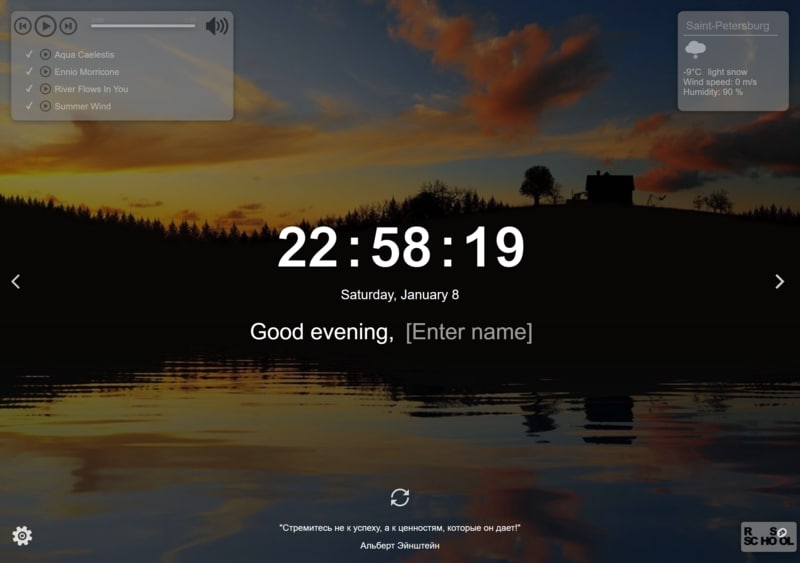 Saint-Petersburg
Aqua Caelestis
Ennio Morricone
River Flows In You
Summer Wind
-9°C light snow
Wind speed: 0 m/s
Humidity: 90 %
22:58:19
Saturday, January 8
Good evening, [Enter name]
"Стремитесь не к успеху, а к ценностям, которые он дает!"
Альберт Эйнштейн
R S
SCHOOL